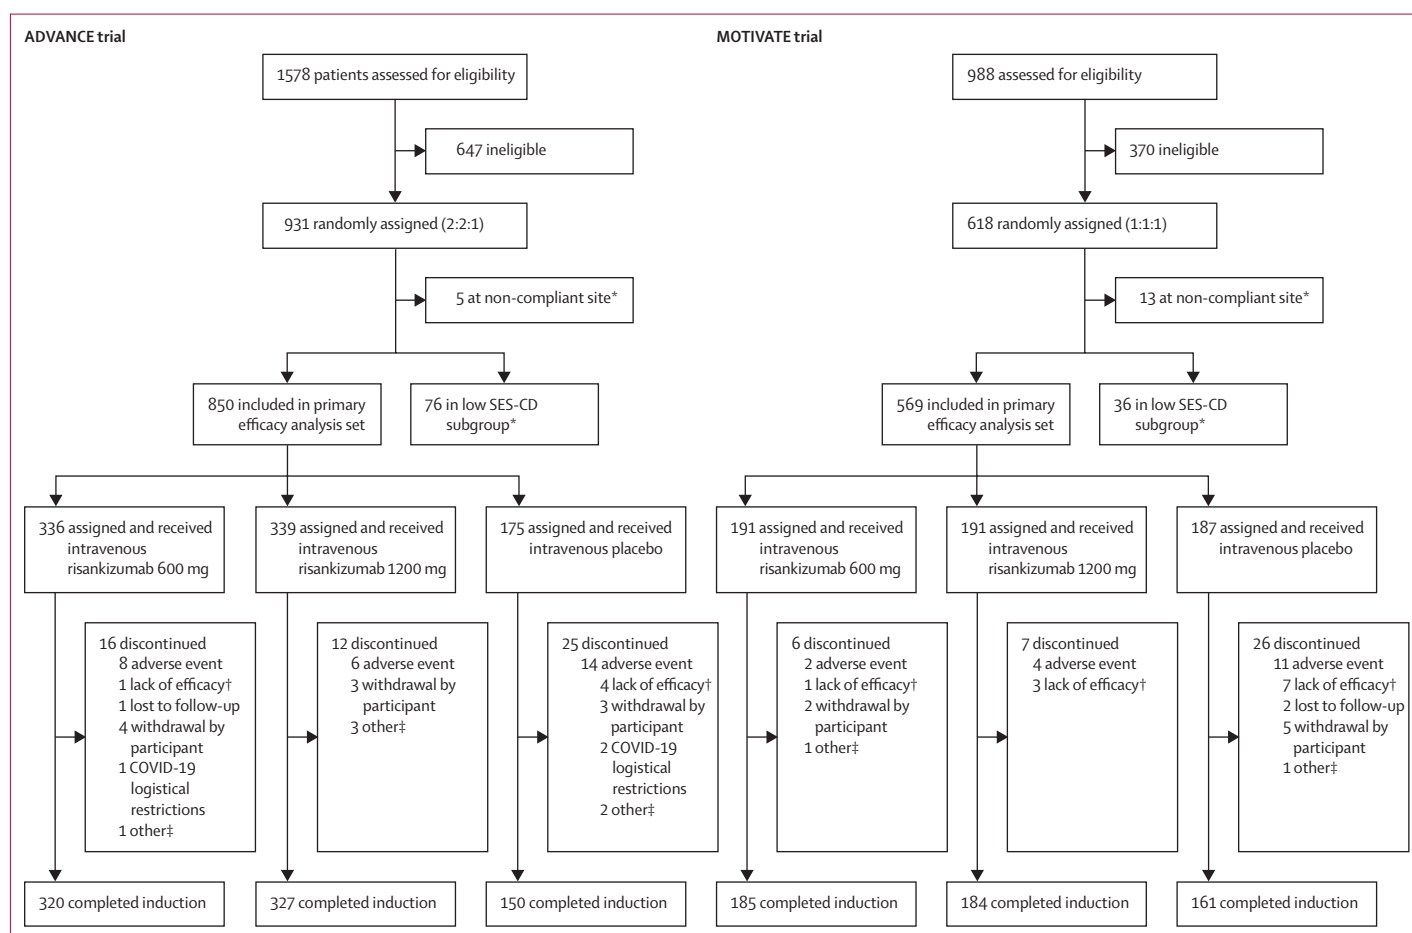 ADVANCE trial
1578 patients assessed for eligibility
647 ineligible
931 randomly assigned (2:2:1)
5 at non-compliant site*
850 included in primary
efficacy analysis set
76 in low SES-CD
subgroup*
336 assigned and received
intravenous
risankizumab 600 mg
339 assigned and received
intravenous
risankizumab 1200 mg
175 assigned and received
intravenous placebo
16 discontinued
8 adverse event
1 lack of efficacy†
1 lost to follow-up
4 withdrawal by
participant
1 COVID-19
logistical
restrictions
1 other‡
12 discontinued
6 adverse event
3 withdrawal by
participant
3 other‡
25 discontinued
14 adverse event
4 lack of efficacy†
3 withdrawal by
participant
2 COVID-19
logistical
restrictions
2 other‡
320 completed induction
327 completed induction
150 completed induction
MOTIVATE trial
988 assessed for eligibility
370 ineligible
618 randomly assigned (1:1:1)
13 at non-compliant site*
569 included in primary
efficacy analysis set
36 in low SES-CD
subgroup*
191 assigned and received
intravenous
risankizumab 600 mg
191 assigned and received
intravenous
risankizumab 1200 mg
187 assigned and received
intravenous placebo
6 discontinued
2 adverse event
1 lack of efficacy†
2 withdrawal by
participant
1 other‡
7 discontinued
4 adverse event
3 lack of efficacy†
26 discontinued
11 adverse event
7 lack of efficacy†
2 lost to follow-up
5 withdrawal by
participant
1 other‡
185 completed induction
184 completed induction
161 completed induction